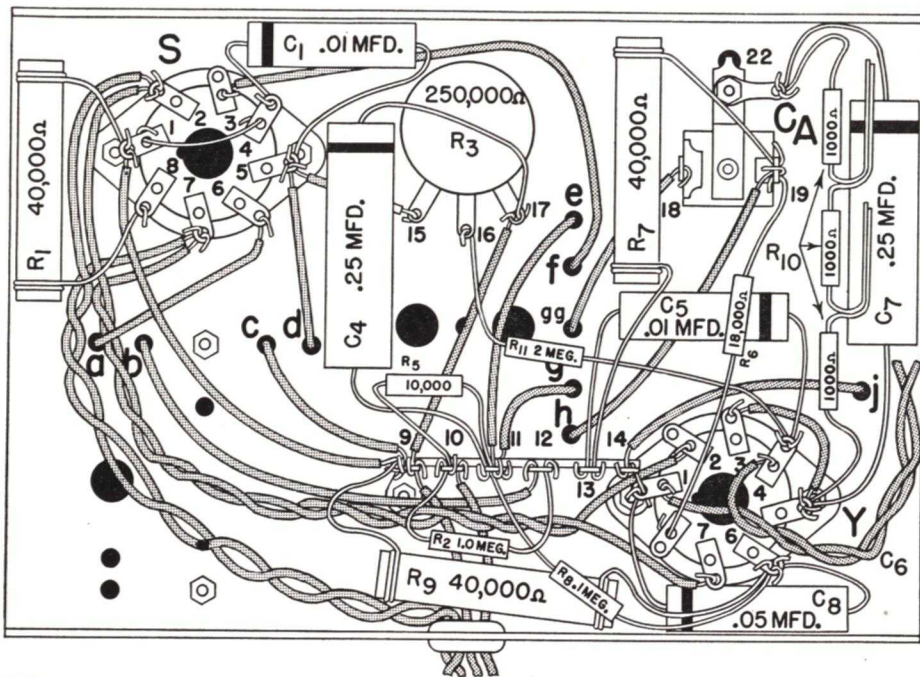 S
C1 .01 MFD.
22
250,000Ω
R3
CA
1000Ω
40,000Ω
R1
1
2
3
4
5
6
7
8
.25 MFD.
C4
15
16
17
18
19
40,000Ω
R7
R10
1000Ω
1000Ω
.25 MFD.
C7
e
f
gg
g
h
a
b
c
d
C5
.01 MFD.
18,000Ω
R6
R11 2 MEG.
R5
10,000
j
9
10
11
12
13
14
1
2
3
4
6
7
Y
C6
R2 1.0 MEG.
R9 40,000Ω
R8 .1 MEG.
C8
.05 MFD.